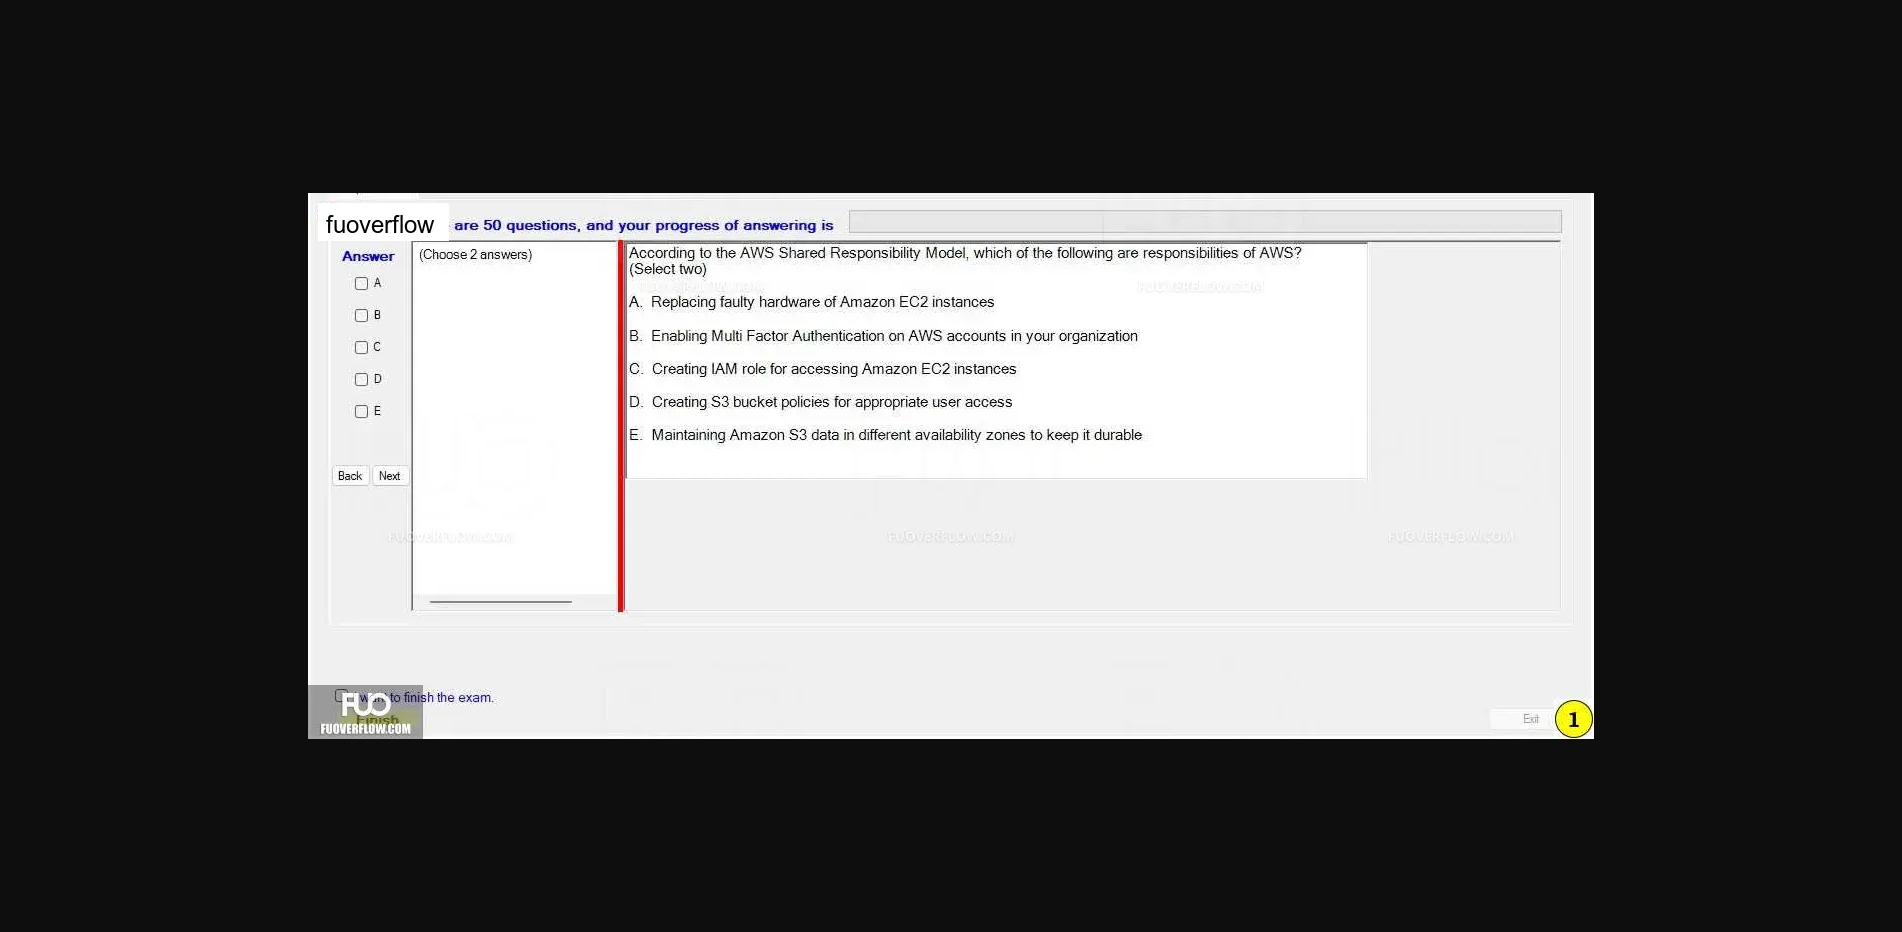 fuoverflow are 50 questions, and your progress of answering is
Answer
A
B
C
D
E
Back Next
(Choose 2 answers)
According to the AWS Shared Responsibility Model, which of the following are responsibilities of AWS?
(Select two)
A. Replacing faulty hardware of Amazon EC2 instances
B. Enabling Multi Factor Authentication on AWS accounts in your organization
C. Creating IAM role for accessing Amazon EC2 instances
D. Creating S3 bucket policies for appropriate user access
E. Maintaining Amazon S3 data in different availability zones to keep it durable
FUOVERFLOW.COM
FUOVERFLOW.COM
FUOVERFLOW.COM
FUOVERFLOW.COM
want to finish the exam.
FUO
Finish
FUOVERFLOW.COM
Exit
1